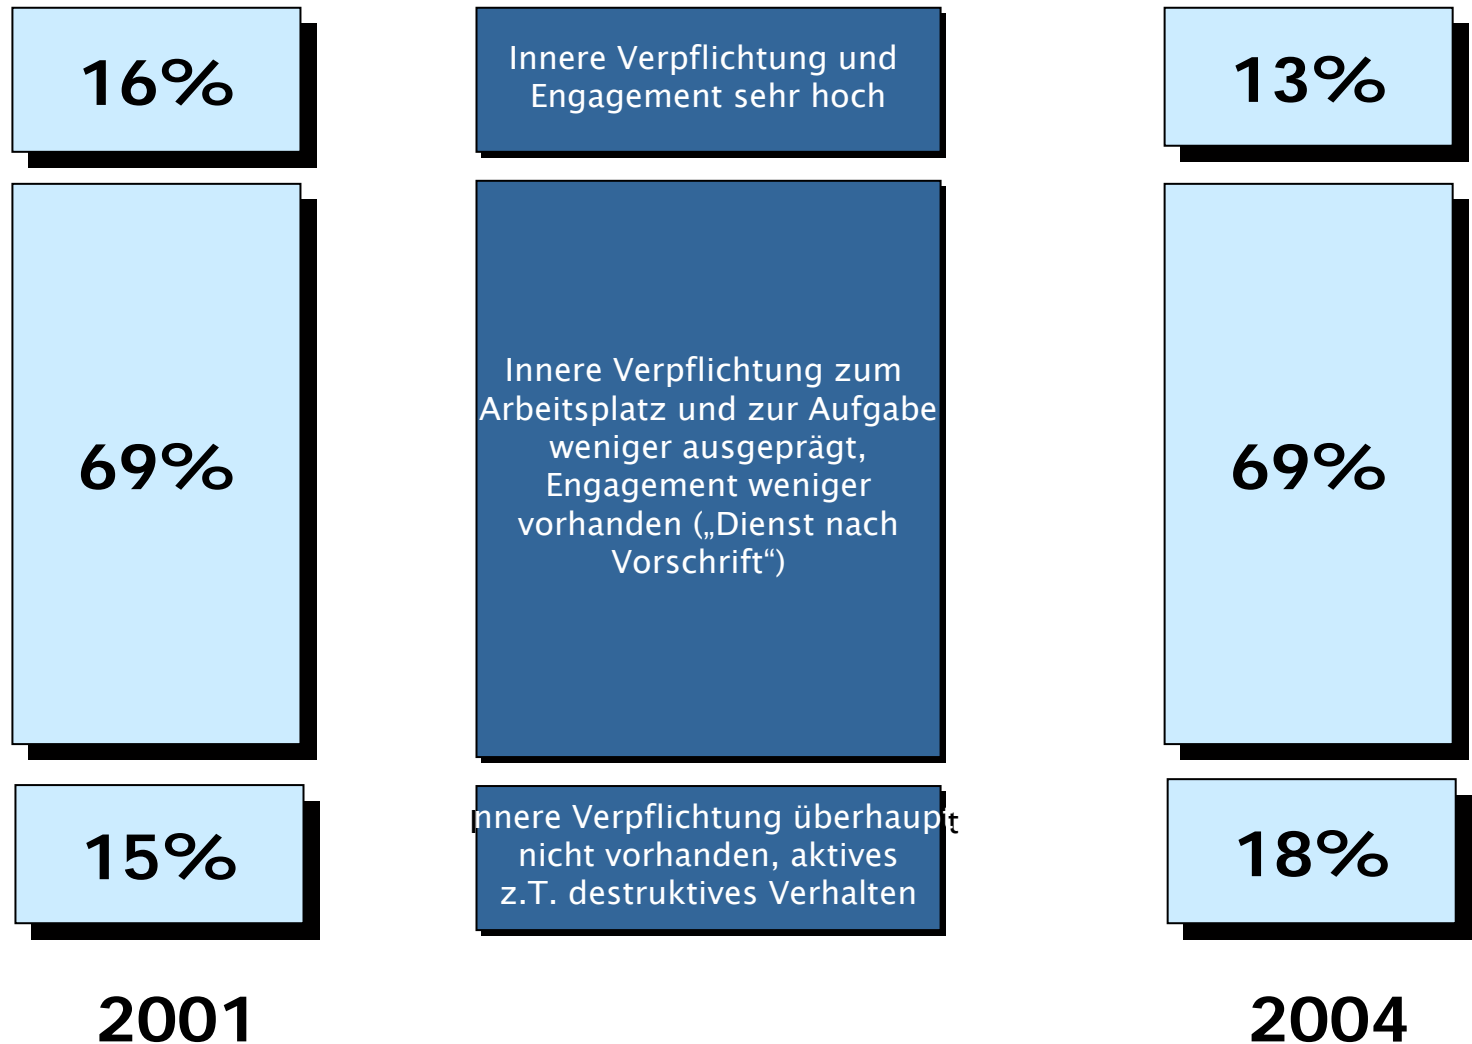 16%
Innere Verpflichtung und
Engagement sehr hoch
13%
69%
Innere Verpflichtung zum
Arbeitsplatz und zur Aufgabe
weniger ausgeprägt,
Engagement weniger
vorhanden („Dienst nach
Vorschrift“)
69%
15%
Innere Verpflichtung überhaupt
nicht vorhanden, aktives
z.T. destruktives Verhalten
18%
2001
2004